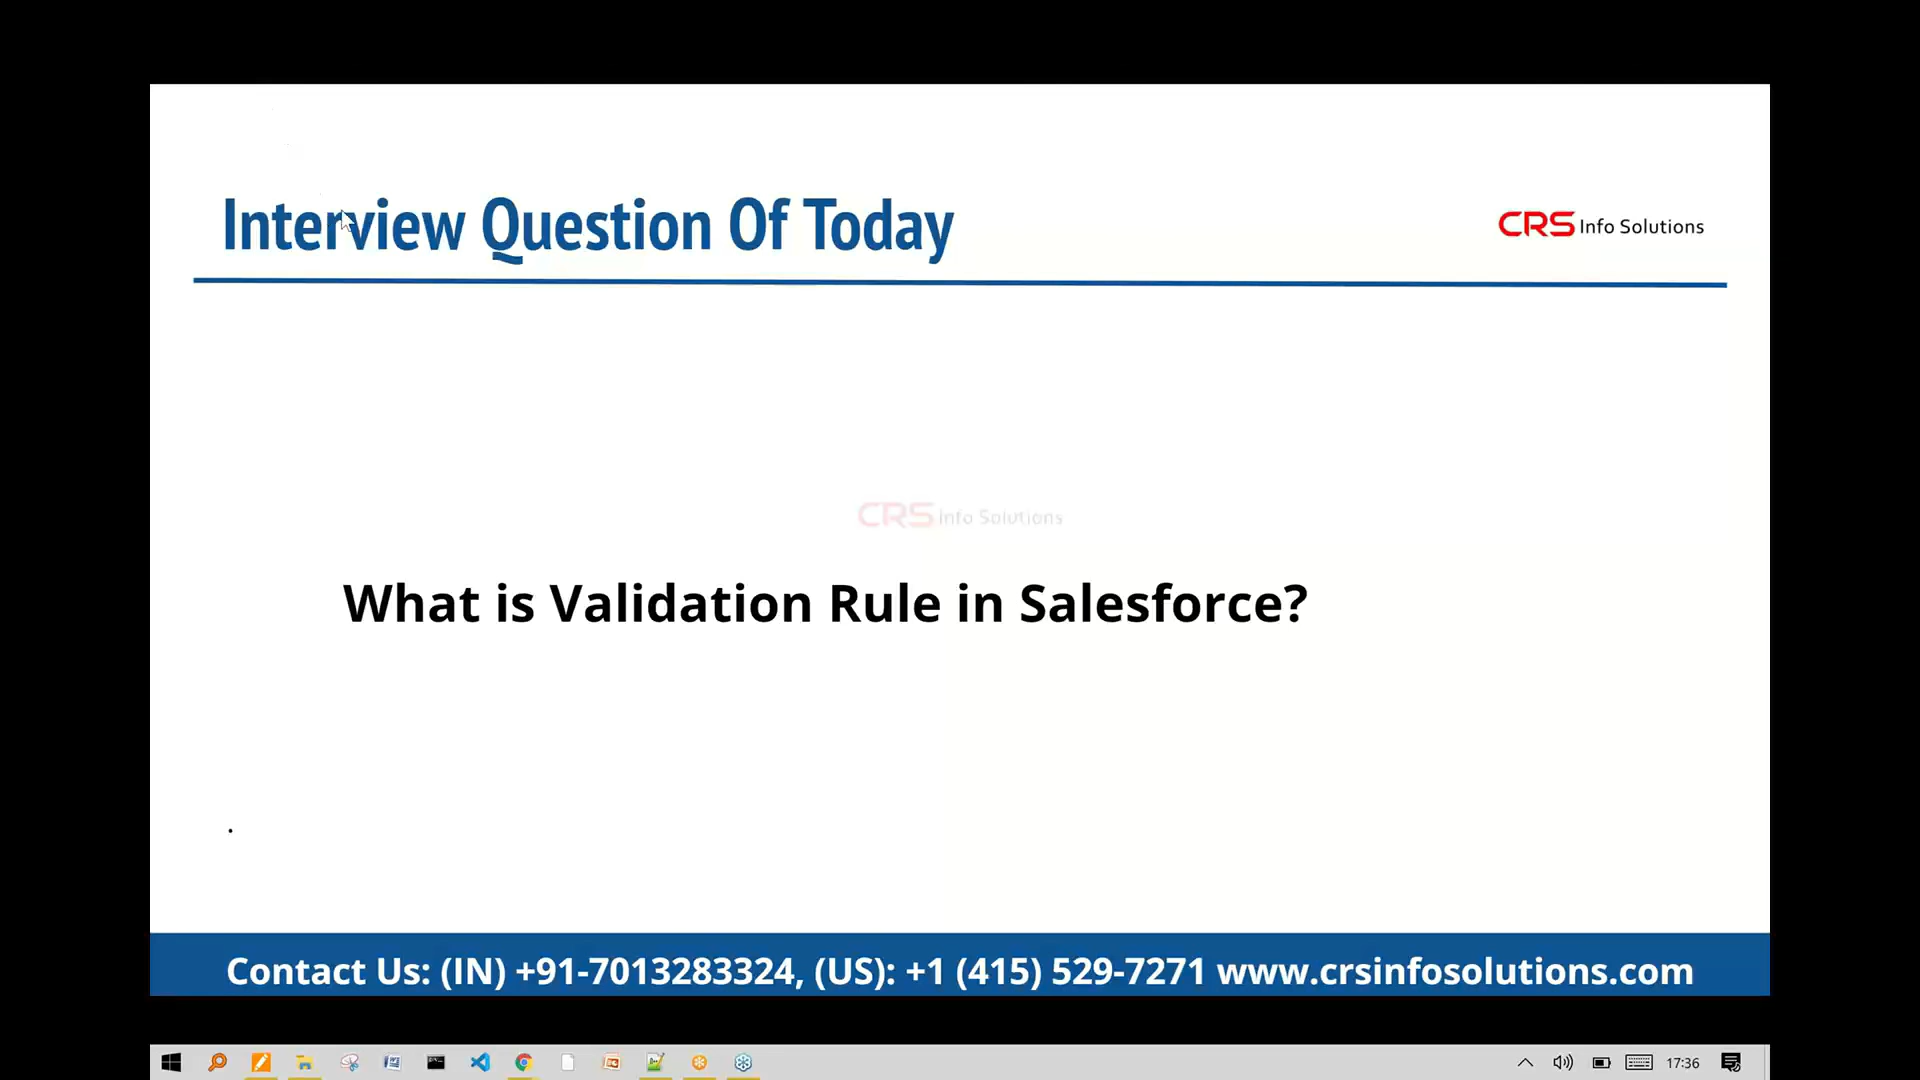 Interview Question Of Today
CRS Info Solutions
CRS Info Solutions
What is Validation Rule in Salesforce?
.
Contact Us: (IN) +91-7013283324, (US): +1 (415) 529-7271 www.crsinfosolutions.com
17:36